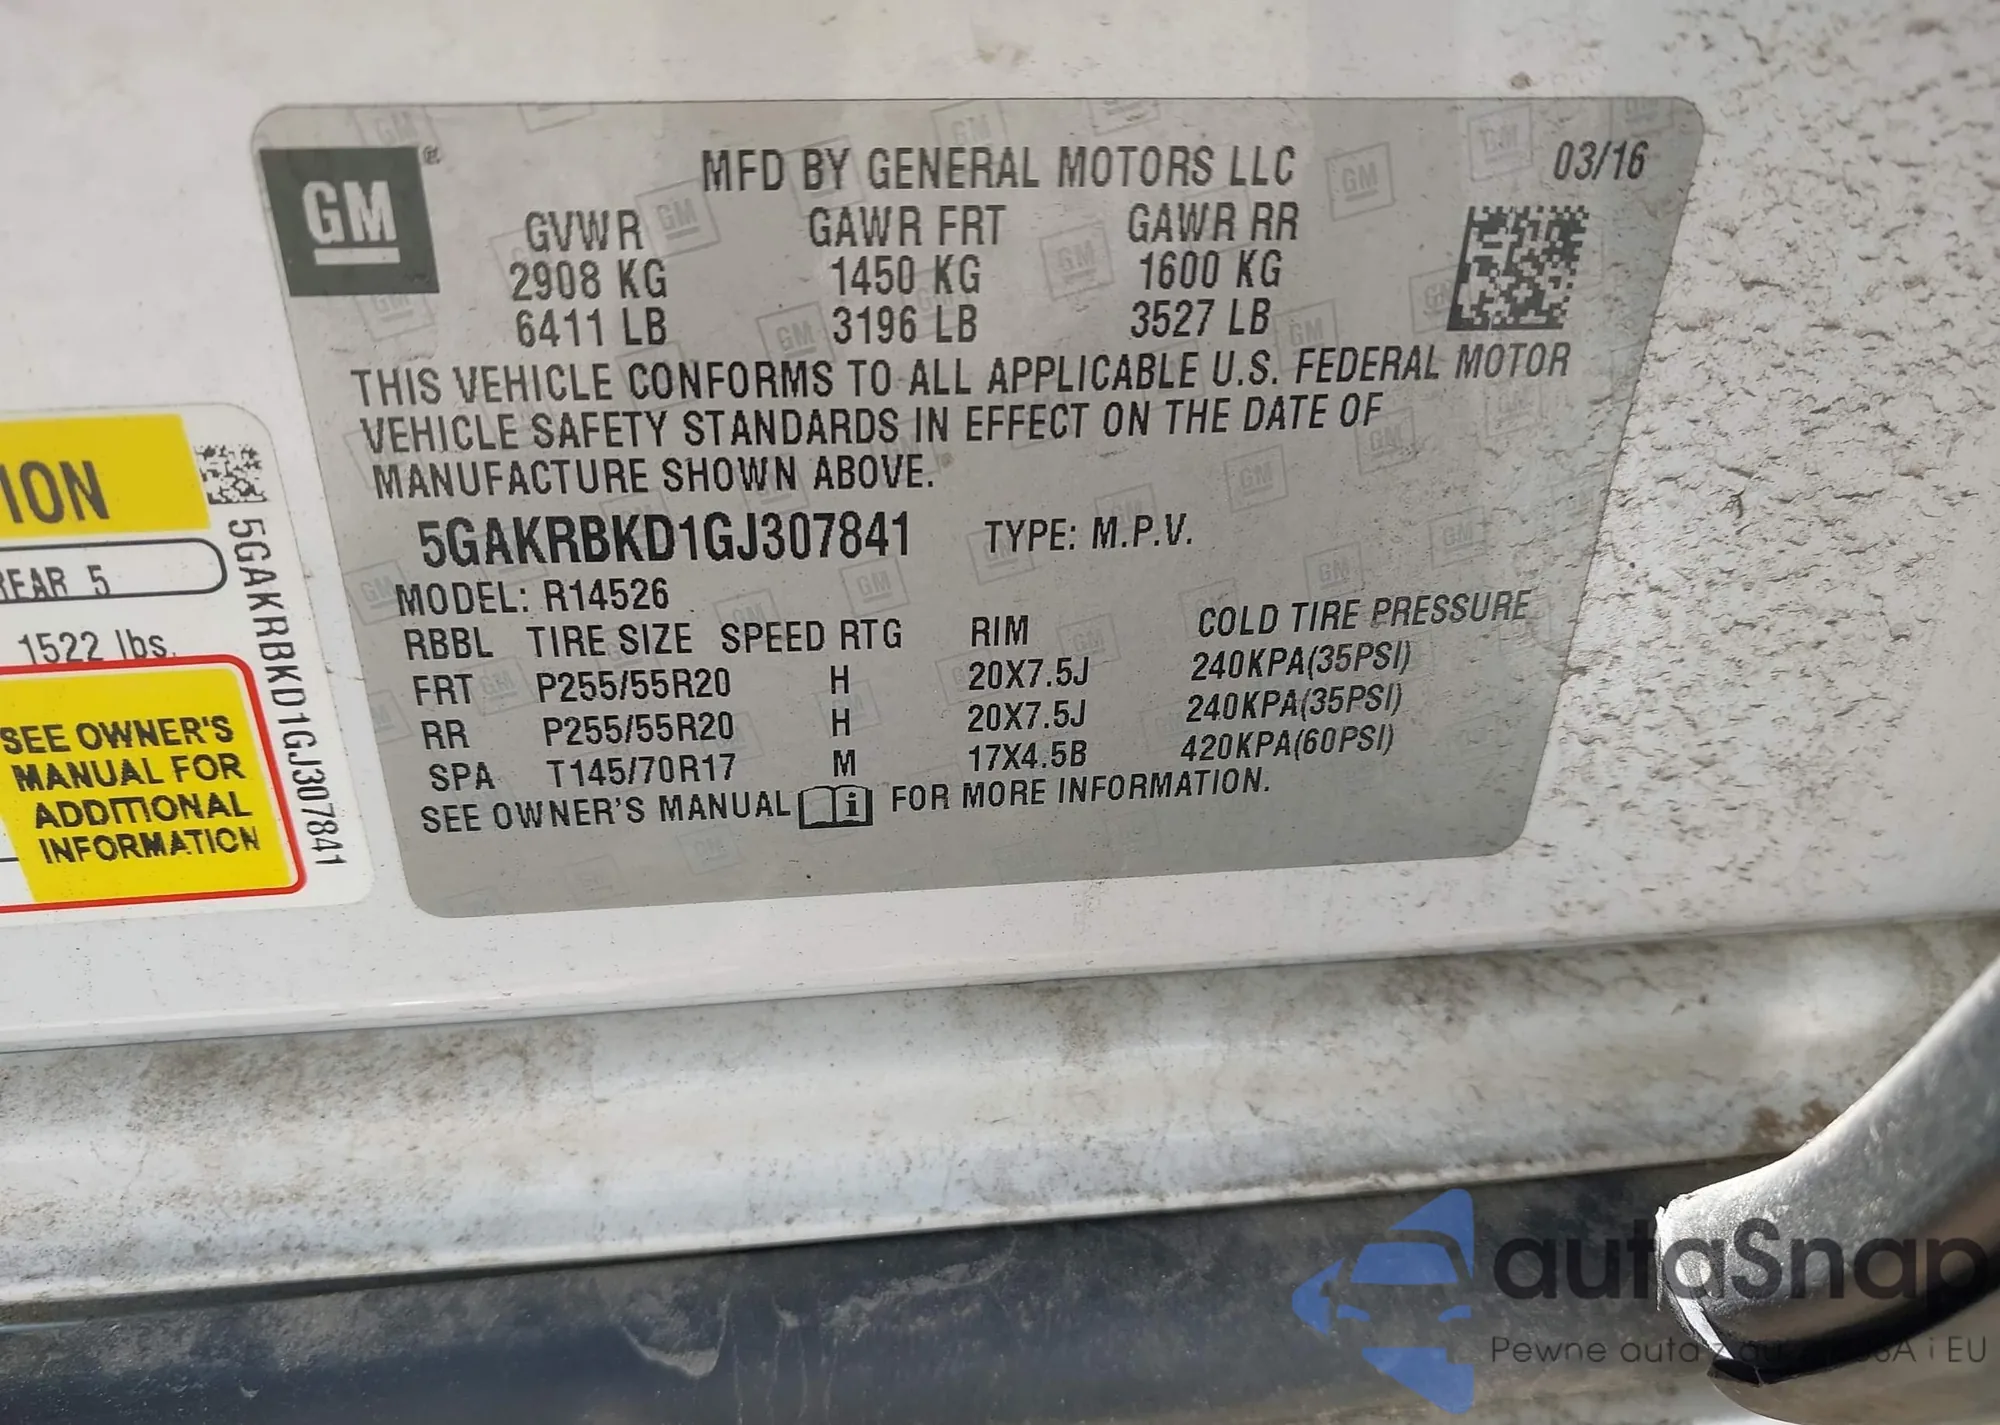 GM
MFD BY GENERAL MOTORS LLC 03/16
GVWR GAWR FRT GAWR RR
2908 KG 1450 KG 1600 KG
6411 LB 3196 LB 3527 LB
THIS VEHICLE CONFORMS TO ALL APPLICABLE U.S. FEDERAL MOTOR
VEHICLE SAFETY STANDARDS IN EFFECT ON THE DATE OF
MANUFACTURE SHOWN ABOVE.
5GAKRBKD1GJ307841 TYPE: M.P.V.
MODEL: R14526
RBBL TIRE SIZE SPEED RTG RIM COLD TIRE PRESSURE
FRT P255/55R20 H 20X7.5J 240KPA(35PSI)
RR P255/55R20 H 20X7.5J 240KPA(35PSI)
SPA T145/70R17 M 17X4.5B 420KPA(60PSI)
SEE OWNER'S MANUAL i FOR MORE INFORMATION.
ION
REAR 5
1522 lbs.
SEE OWNER'S
MANUAL FOR
ADDITIONAL
INFORMATION
5GAKRBKD1GJ307841
autaSnap
Pewne auta z USA i EU